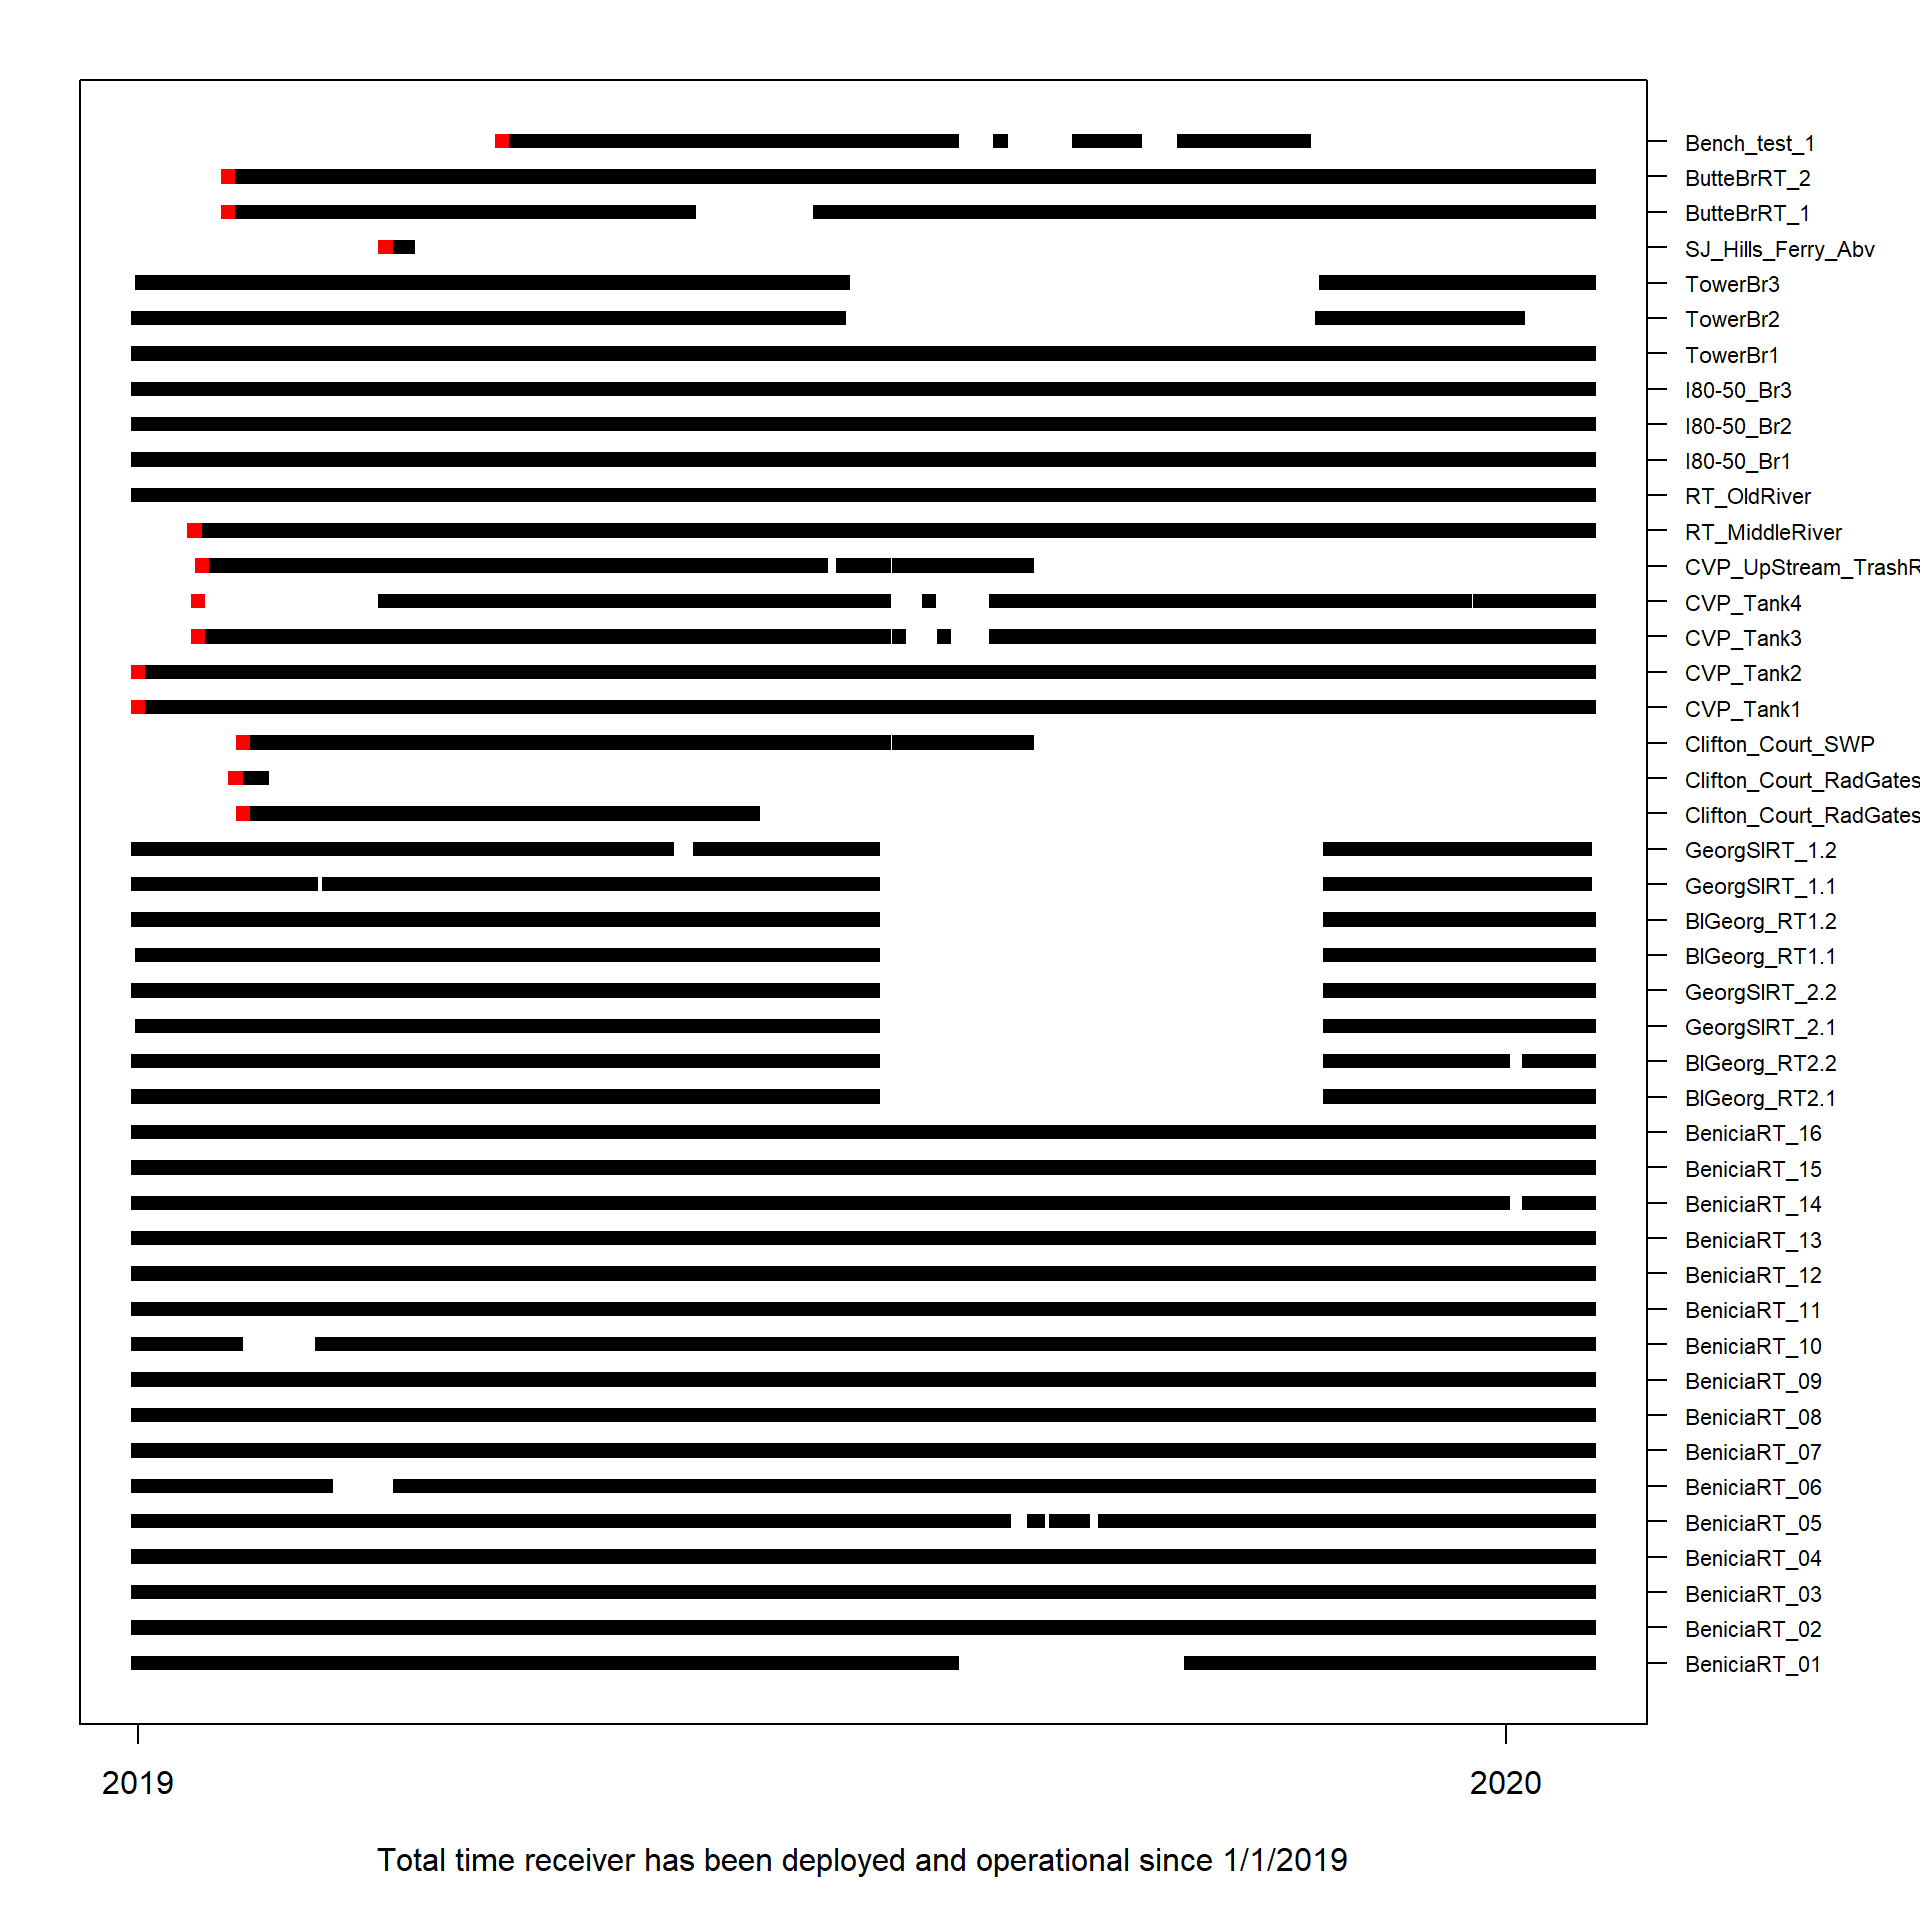 Bench_test_1
ButteBrRT_2
ButteBrRT_1
SJ_Hills_Ferry_Abv
TowerBr3
TowerBr2
TowerBr1
I80-50_Br3
I80-50_Br2
I80-50_Br1
RT_OldRiver
RT_MiddleRiver
CVP_UpStream_TrashR
CVP_Tank4
CVP_Tank3
CVP_Tank2
CVP_Tank1
Clifton_Court_SWP
Clifton_Court_RadGates
Clifton_Court_RadGates
GeorgSlRT_1.2
GeorgSlRT_1.1
BlGeorg_RT1.2
BlGeorg_RT1.1
GeorgSlRT_2.2
GeorgSlRT_2.1
BlGeorg_RT2.2
BlGeorg_RT2.1
BeniciaRT_16
BeniciaRT_15
BeniciaRT_14
BeniciaRT_13
BeniciaRT_12
BeniciaRT_11
BeniciaRT_10
BeniciaRT_09
BeniciaRT_08
BeniciaRT_07
BeniciaRT_06
BeniciaRT_05
BeniciaRT_04
BeniciaRT_03
BeniciaRT_02
BeniciaRT_01
2019 2020
Total time receiver has been deployed and operational since 1/1/2019